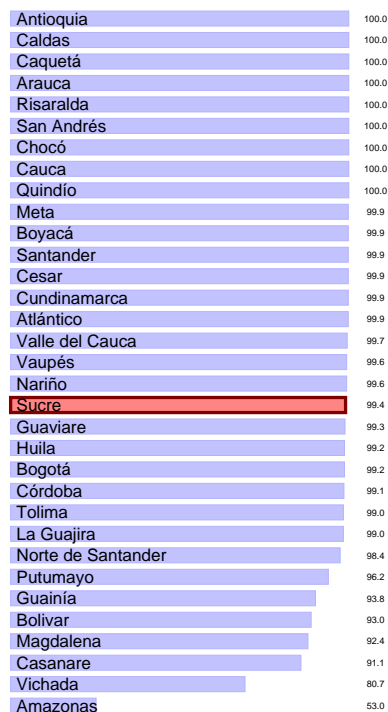 Antioquia 100.0
Caldas 100.0
Caquetá 100.0
Arauca 100.0
Risaralda 100.0
San Andrés 100.0
Chocó 100.0
Cauca 100.0
Quindío 100.0
Meta 99.9
Boyacá 99.9
Santander 99.9
Cesar 99.9
Cundinamarca 99.9
Atlántico 99.9
Valle del Cauca 99.7
Vaupés 99.6
Nariño 99.6
Sucre 99.4
Guaviare 99.3
Huila 99.2
Bogotá 99.2
Córdoba 99.1
Tolima 99.0
La Guajira 99.0
Norte de Santander 98.4
Putumayo 96.2
Guainía 93.8
Bolivar 93.0
Magdalena 92.4
Casanare 91.1
Vichada 80.7
Amazonas 53.0